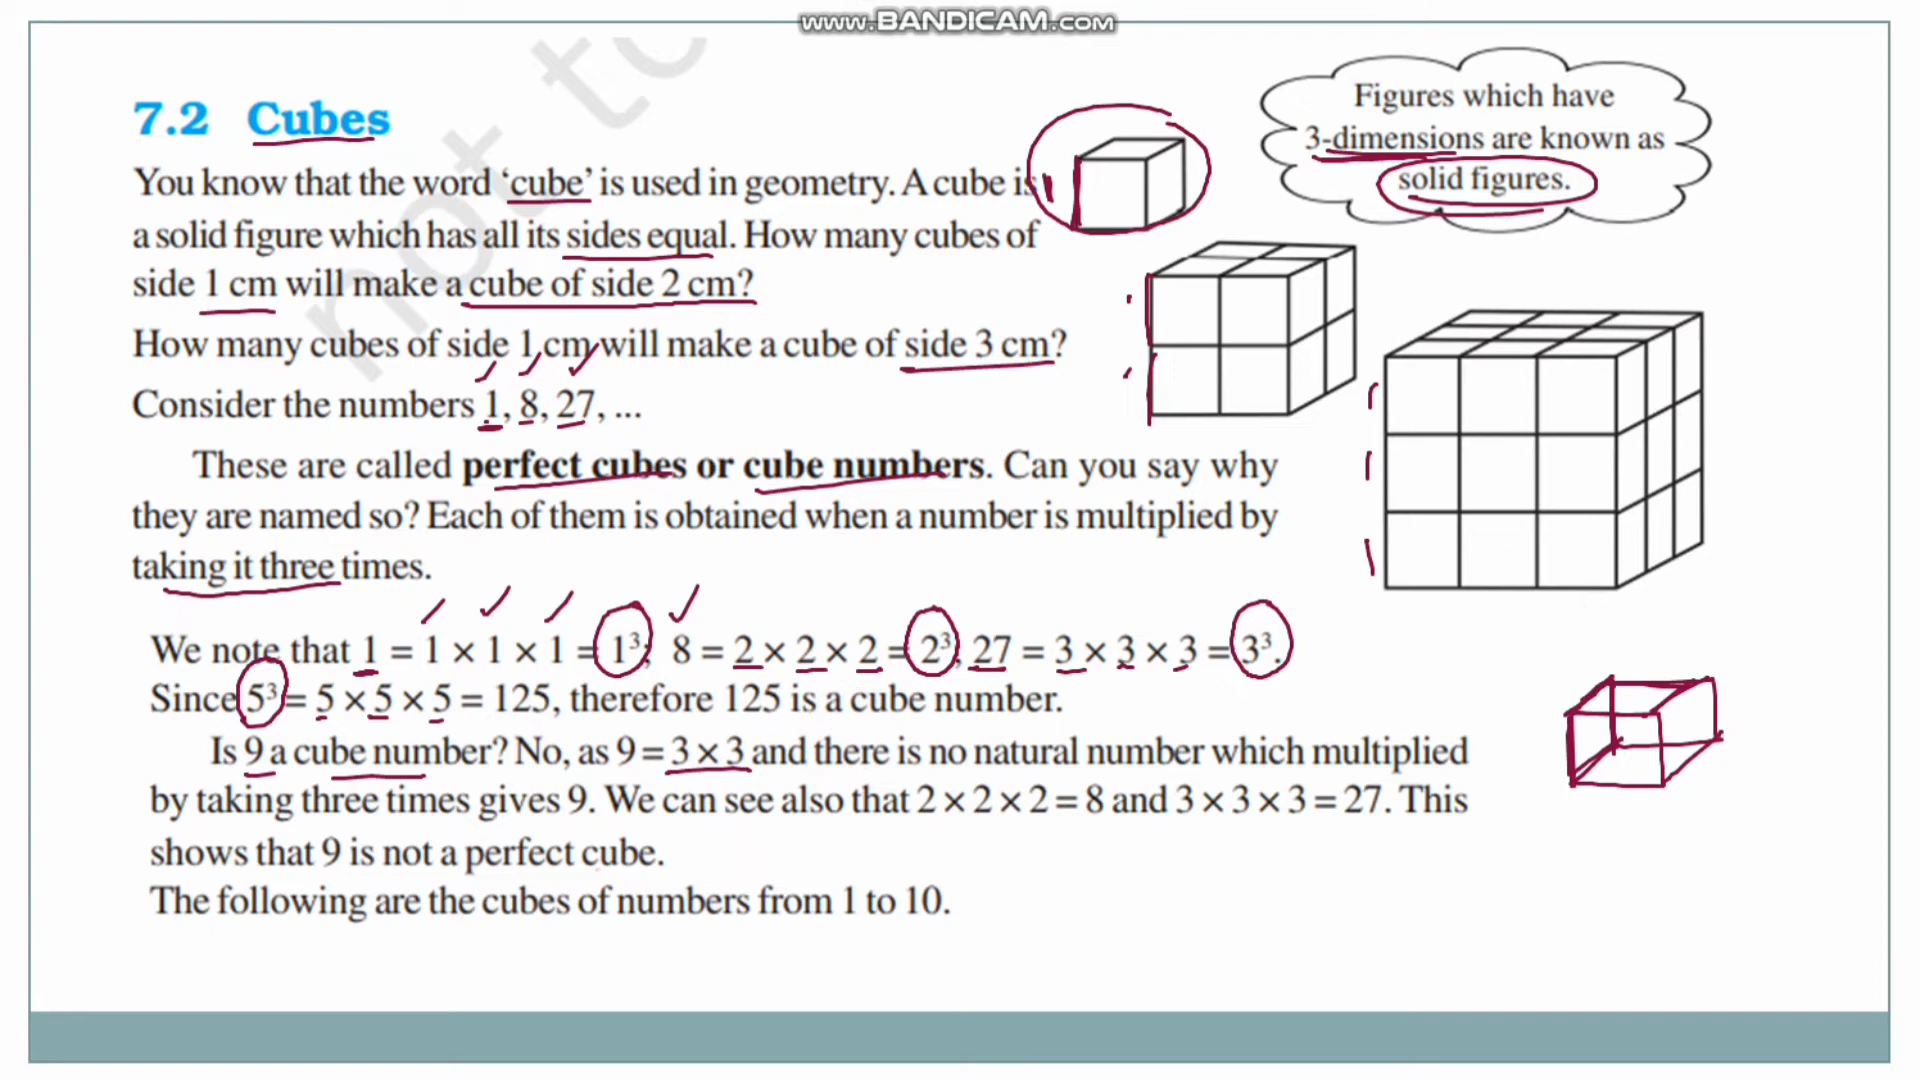 www.BANDICAM.com
not to
7.2 Cubes
You know that the word ‘cube’ is used in geometry. A cube is
a solid figure which has all its sides equal. How many cubes of
side 1 cm will make a cube of side 2 cm?
How many cubes of side 1 cm will make a cube of side 3 cm?
Consider the numbers 1, 8, 27, ...
These are called perfect cubes or cube numbers. Can you say why
they are named so? Each of them is obtained when a number is multiplied by
taking it three times.
We note that 1 = 1 × 1 × 1 = 1³; 8 = 2 × 2 × 2 = 2³; 27 = 3 × 3 × 3 = 3³.
Since 5³ = 5 × 5 × 5 = 125, therefore 125 is a cube number.
Is 9 a cube number? No, as 9 = 3 × 3 and there is no natural number which multiplied
by taking three times gives 9. We can see also that 2 × 2 × 2 = 8 and 3 × 3 × 3 = 27. This
shows that 9 is not a perfect cube.
The following are the cubes of numbers from 1 to 10.
Figures which have
3-dimensions are known as
solid figures.